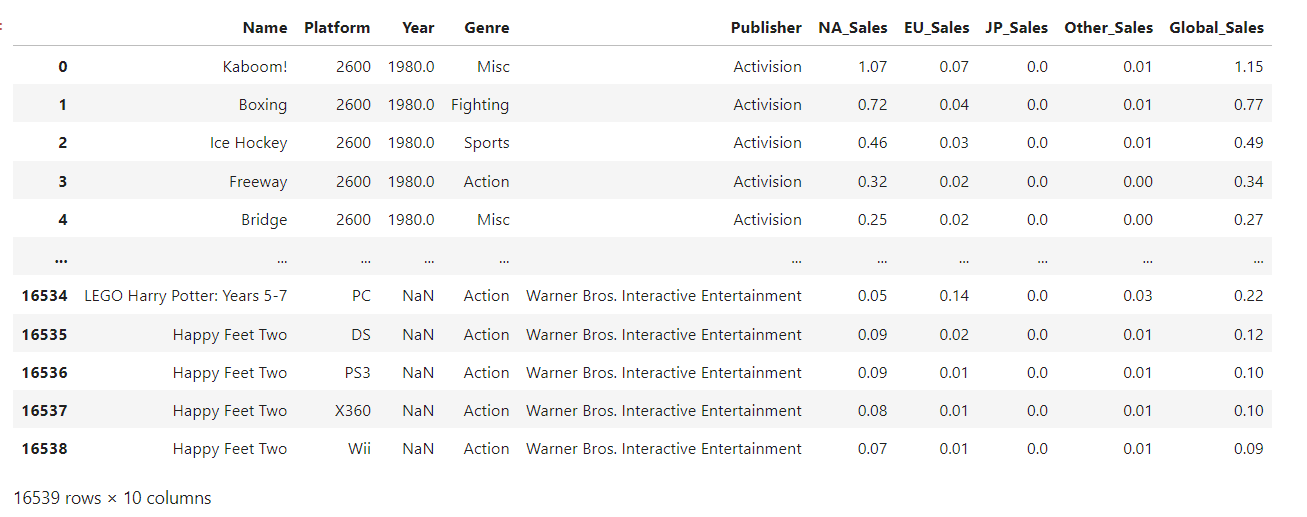 Name Platform Year Genre Publisher NA_Sales EU_Sales JP_Sales Other_Sales Global_Sales
0 Kaboom! 2600 1980.0 Misc Activision 1.07 0.07 0.0 0.01 1.15
1 Boxing 2600 1980.0 Fighting Activision 0.72 0.04 0.0 0.01 0.77
2 Ice Hockey 2600 1980.0 Sports Activision 0.46 0.03 0.0 0.01 0.49
3 Freeway 2600 1980.0 Action Activision 0.32 0.02 0.0 0.00 0.34
4 Bridge 2600 1980.0 Misc Activision 0.25 0.02 0.0 0.00 0.27
... ... ... ... ... ... ... ... ... ... ...
16534 LEGO Harry Potter: Years 5-7 PC NaN Action Warner Bros. Interactive Entertainment 0.05 0.14 0.0 0.03 0.22
16535 Happy Feet Two DS NaN Action Warner Bros. Interactive Entertainment 0.09 0.02 0.0 0.01 0.12
16536 Happy Feet Two PS3 NaN Action Warner Bros. Interactive Entertainment 0.09 0.01 0.0 0.01 0.10
16537 Happy Feet Two X360 NaN Action Warner Bros. Interactive Entertainment 0.08 0.01 0.0 0.01 0.10
16538 Happy Feet Two Wii NaN Action Warner Bros. Interactive Entertainment 0.07 0.01 0.0 0.01 0.09
16539 rows × 10 columns